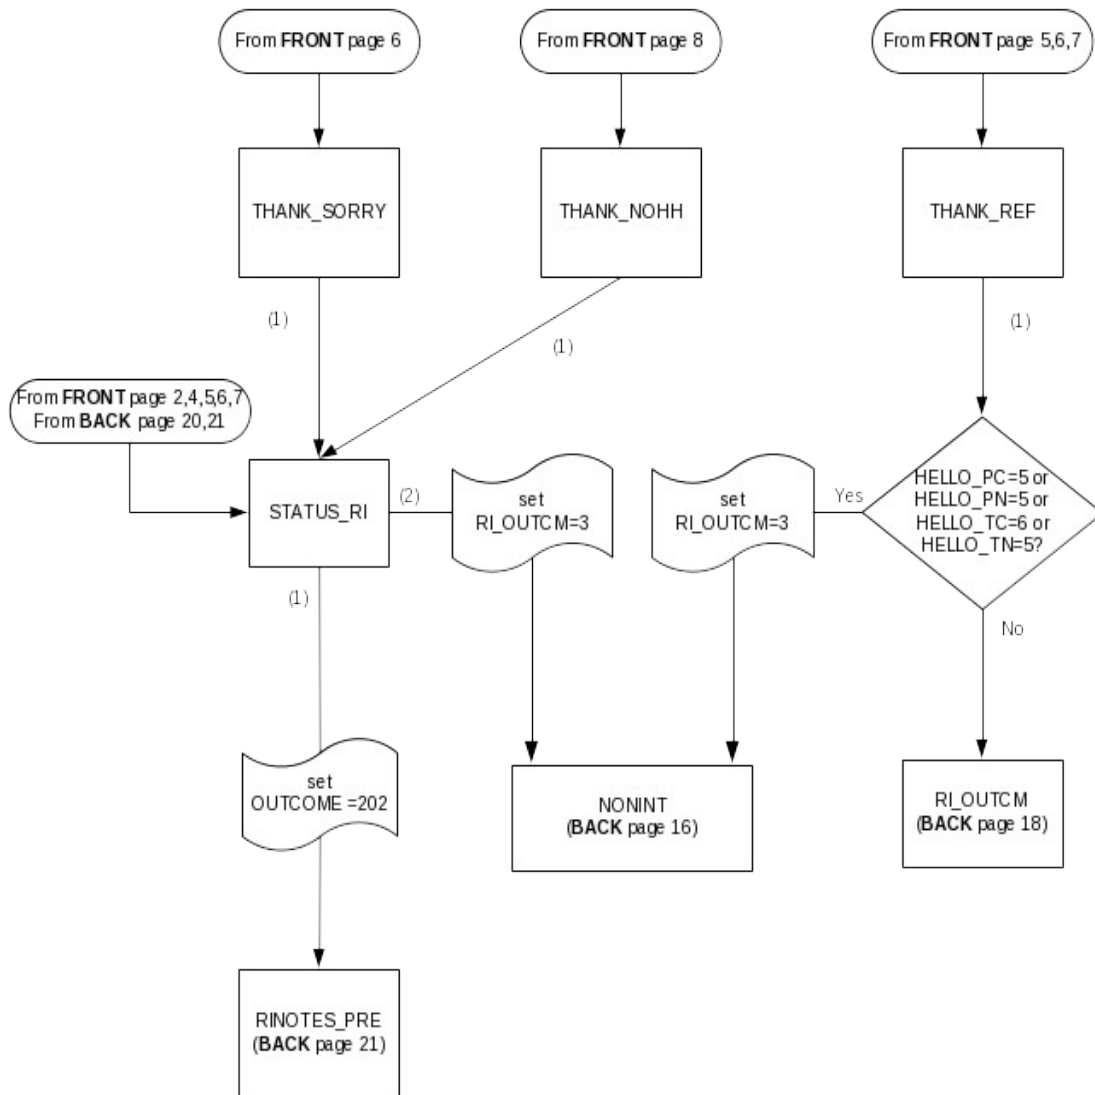 From FRONT page 6
From FRONT page 8
From FRONT page 5,6,7
THANK_SORRY
THANK_NOHH
THANK_REF
(1)
(1)
(1)
From FRONT page 2,4,5,6,7
From BACK page 20,21
STATUS_RI
(2)
set
RI_OUTCM=3
set
RI_OUTCM=3
Yes
HELLO_PC=5 or
HELLO_PN=5 or
HELLO_TC=6 or
HELLO_TN=5?
(1)
No
set
OUTCOME =202
NONINT
(BACK page 16)
RI_OUTCM
(BACK page 18)
RINOTES_PRE
(BACK page 21)